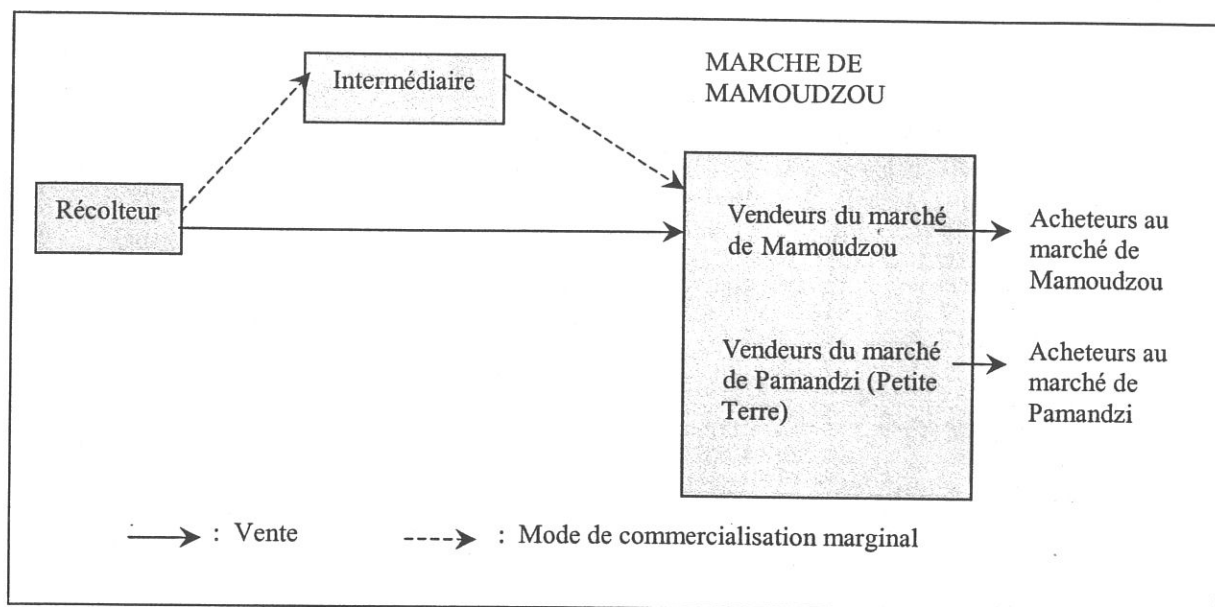 MARCHE DE
MAMOUDZOU
Intermédiaire
Récolteur
Vendeurs du marché
de Mamoudzou
Acheteurs au
marché de
Mamoudzou
Vendeurs du marché
de Pamandzi (Petite
Terre)
Acheteurs au
marché de
Pamandzi
: Vente
: Mode de commercialisation marginal